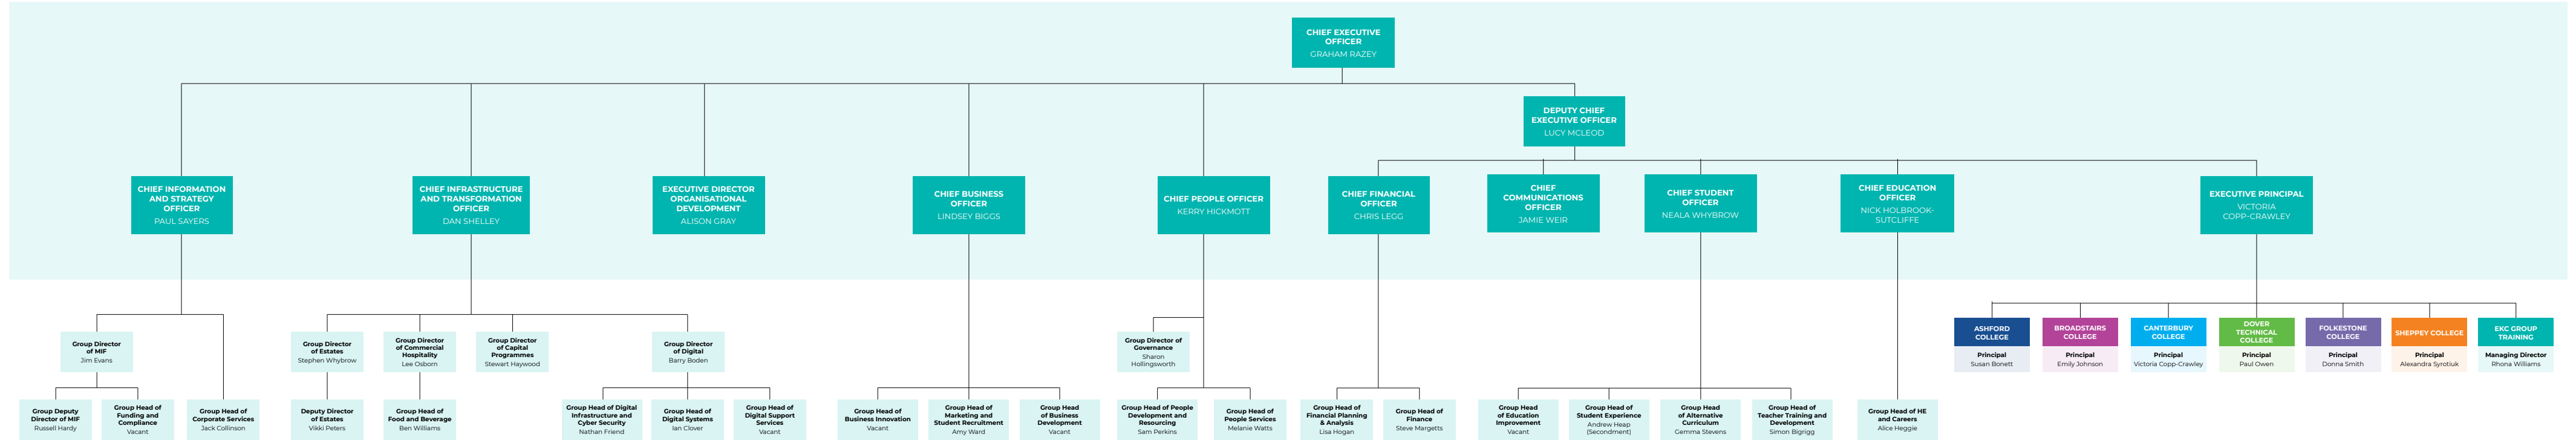 CHIEF EXECUTIVE
OFFICER
GRAHAM RAZEY
DEPUTY CHIEF
EXECUTIVE OFFICER
LUCY MCLEOD
CHIEF INFORMATION
AND STRATEGY
OFFICER
PAUL SAYERS
CHIEF INFRASTRUCTURE
AND TRANSFORMATION
OFFICER
DAN SHELLEY
EXECUTIVE DIRECTOR
ORGANISATIONAL
DEVELOPMENT
ALISON GRAY
CHIEF BUSINESS
OFFICER
LINDSEY BIGGS
CHIEF PEOPLE OFFICER
KERRY HICKMOTT
CHIEF FINANCIAL
OFFICER
CHRIS LEGG
CHIEF
COMMUNICATIONS
OFFICER
JAMIE WEIR
CHIEF STUDENT
OFFICER
NEALA WHYBROW
CHIEF EDUCATION
OFFICER
NICK HOLBROOK-
SUTCLIFFE
EXECUTIVE PRINCIPAL
VICTORIA
COPP-CRAWLEY
Group Director
of MIF
Jim Evans
Group Director
of Estates
Stephen Whybrow
Group Director
of Commercial
Hospitality
Lee Osborn
Group Director
of Capital
Programmes
Stewart Haywood
Group Director
of Digital
Barry Boden
Group Director of
Governance
Sharon
Hollingsworth
ASHFORD
COLLEGE
Principal
Susan Bonett
BROADSTAIRS
COLLEGE
Principal
Emily Johnson
CANTERBURY
COLLEGE
Principal
Victoria Copp-Crawley
DOVER
TECHNICAL
COLLEGE
Principal
Paul Owen
FOLKESTONE
COLLEGE
Principal
Donna Smith
SHEPPEY COLLEGE
Principal
Alexandra Syrotiuk
EKC GROUP
TRAINING
Managing Director
Rhona Williams
Group Deputy
Director of MIF
Russell Hardy
Group Head of
Funding and
Compliance
Vacant
Group Head of
Corporate Services
Jack Collinson
Deputy Director
of Estates
Vikki Peters
Group Head of
Food and Beverage
Ben Williams
Group Head of Digital
Infrastructure and
Cyber Security
Nathan Friend
Group Head of
Digital Systems
Ian Clover
Group Head of
Digital Support
Services
Vacant
Group Head of
Business Innovation
Vacant
Group Head of
Marketing and
Student Recruitment
Amy Ward
Group Head
of Business
Development
Vacant
Group Head of People
Development and
Resourcing
Sam Perkins
Group Head of
People Services
Melanie Watts
Group Head of
Financial Planning
& Analysis
Lisa Hogan
Group Head of
Finance
Steve Margetts
Group Head
of Education
Improvement
Vacant
Group Head of
Student Experience
Andrew Heap
(Secondment)
Group Head
of Alternative
Curriculum
Gemma Stevens
Group Head of
Teacher Training and
Development
Simon Bigrigg
Group Head of HE
and Careers
Alice Heggie